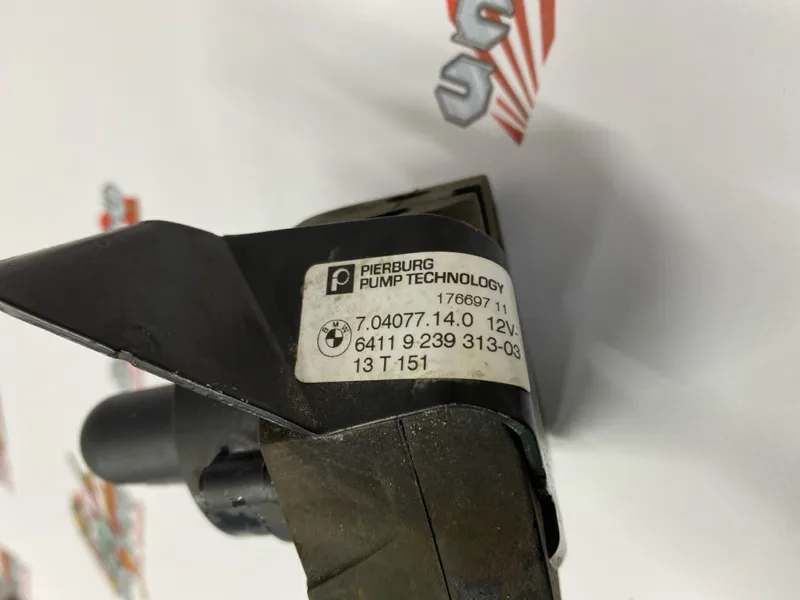 PIERBURG
PUMP TECHNOLOGY
176697 11
BMW
7.04077.14.0 12V-
6411 9 239 313-03
13 T 151